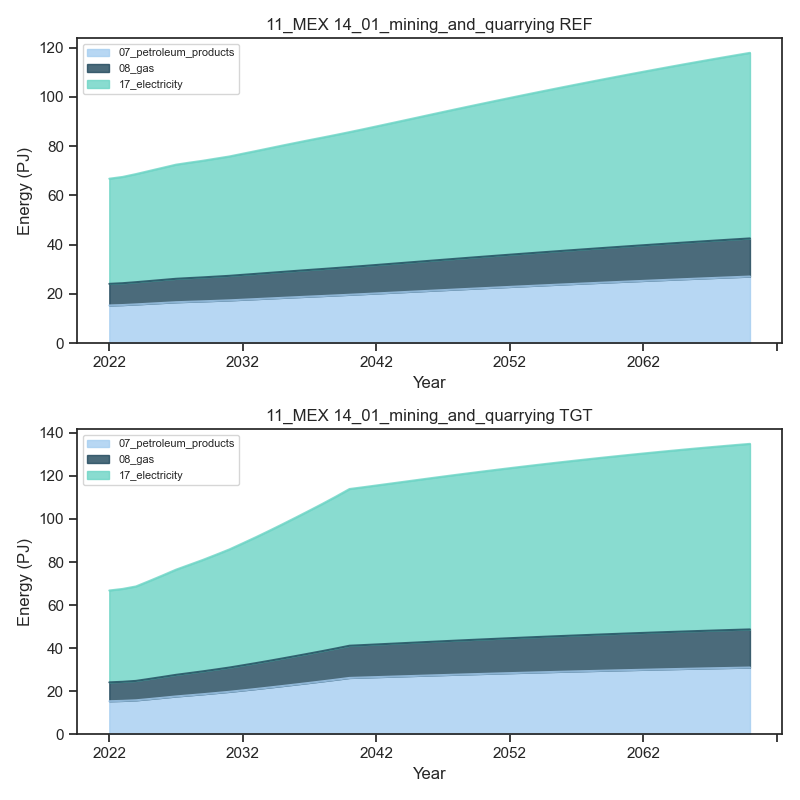 11_MEX 14_01_mining_and_quarrying REF
120
100
80
60
40
20
0
Energy (PJ)
07_petroleum_products
08_gas
17_electricity
2022 2032 2042 2052 2062
Year
11_MEX 14_01_mining_and_quarrying TGT
140
120
100
80
60
40
20
0
Energy (PJ)
07_petroleum_products
08_gas
17_electricity
2022 2032 2042 2052 2062
Year